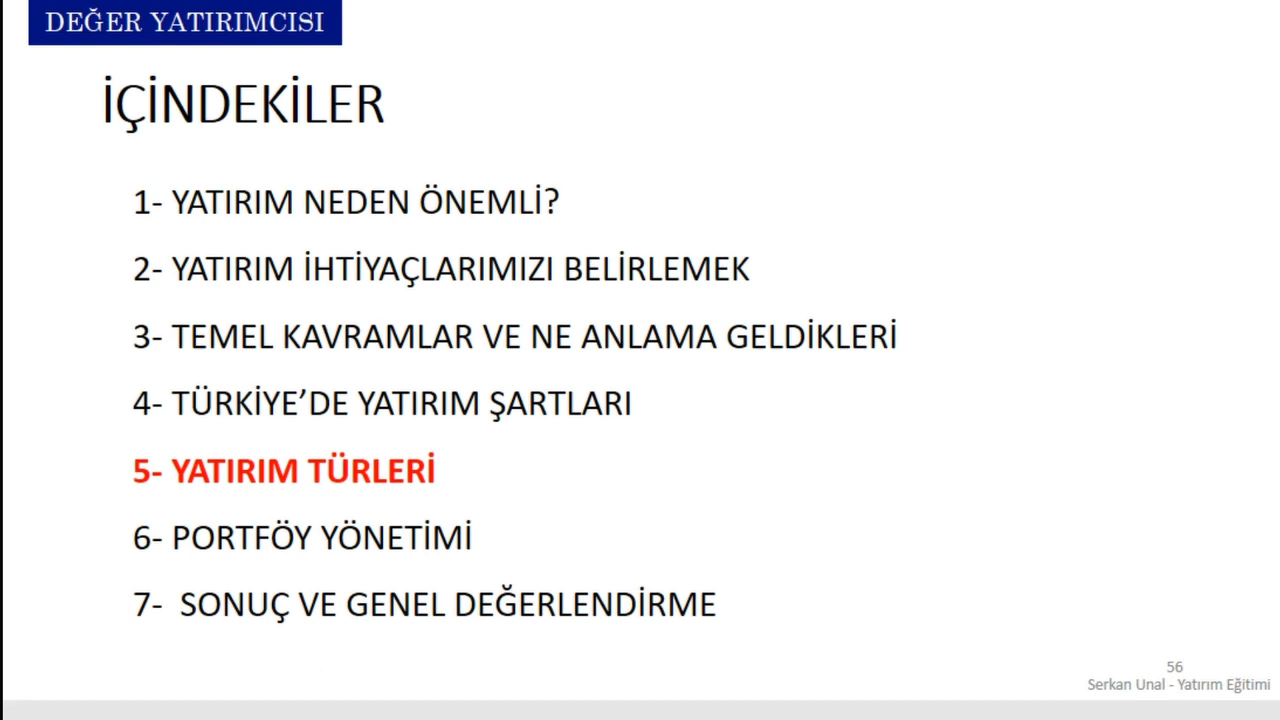 DEĞER YATIRIMCISI
İÇİNDEKİLER
1- YATIRIM NEDEN ÖNEMLİ?
2- YATIRIM İHTİYAÇLARIMIZI BELİRLEMEK
3- TEMEL KAVRAMLAR VE NE ANLAMA GELDİKLERİ
4- TÜRKİYE’DE YATIRIM ŞARTLARI
5- YATIRIM TÜRLERİ
6- PORTFÖY YÖNETİMİ
7- SONUÇ VE GENEL DEĞERLENDİRME
56
Serkan Unal - Yatırım Eğitimi